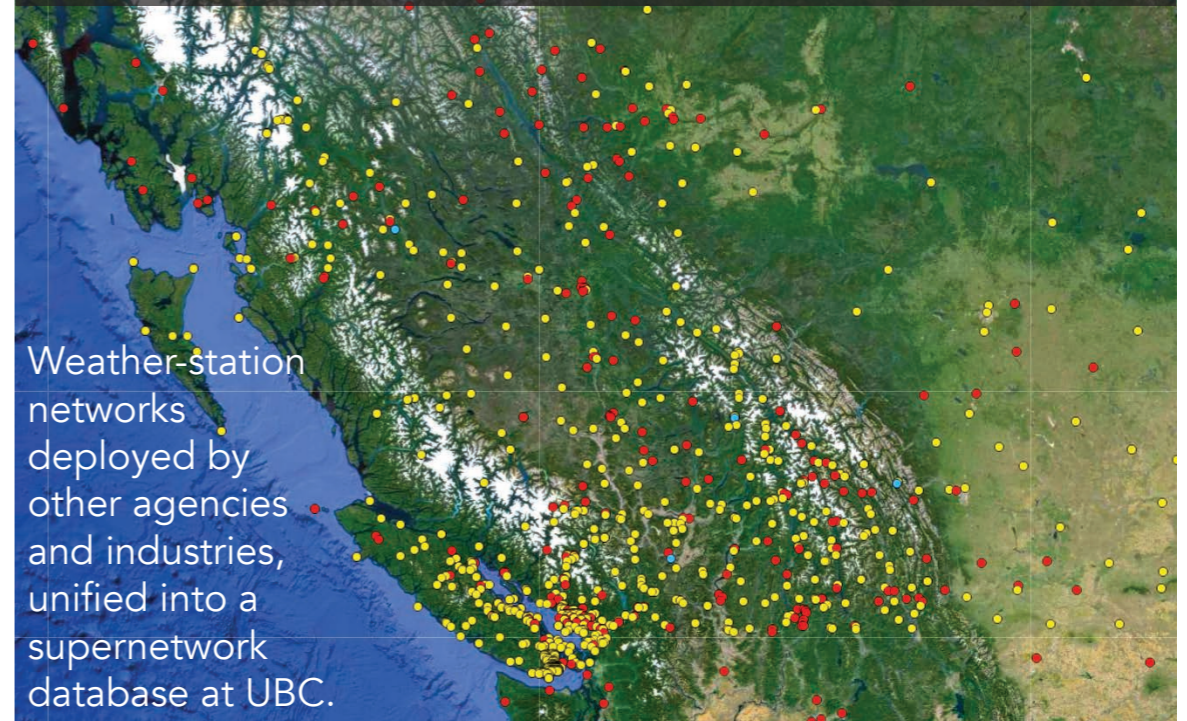 Weather-station
networks
deployed by
other agencies
and industries,
unified into a
supernetwork
database at UBC.